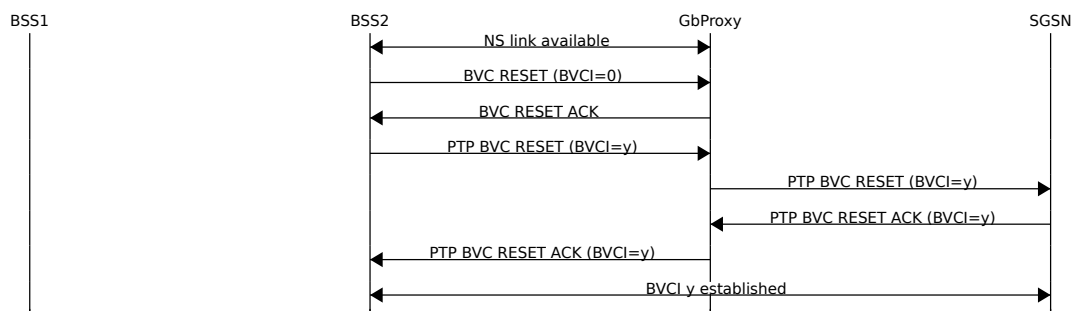 BSS1 BSS2 GbProxy SGSN
NS link available
BVC RESET (BVCI=0)
BVC RESET ACK
PTP BVC RESET (BVCI=y)
PTP BVC RESET (BVCI=y)
PTP BVC RESET ACK (BVCI=y)
PTP BVC RESET ACK (BVCI=y)
BVCI y established